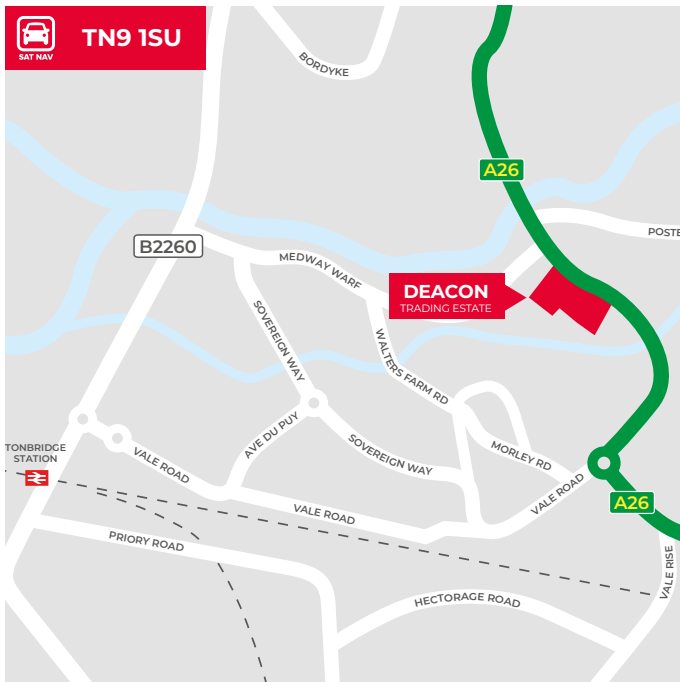 TN9 1SU
SAT NAV
BORDYKE
A26
POSTE
B2260
MEDWAY WARF
DEACON
TRADING ESTATE
SOVEREIGN WAY
WALTERS FARM RD
AVE DU PUY
SOVEREIGN WAY
MORLEY RD
TONBRIDGE
STATION
VALE ROAD
VALE ROAD
VALE ROAD
A26
PRIORY ROAD
VALE RISE
HECTORAGE ROAD